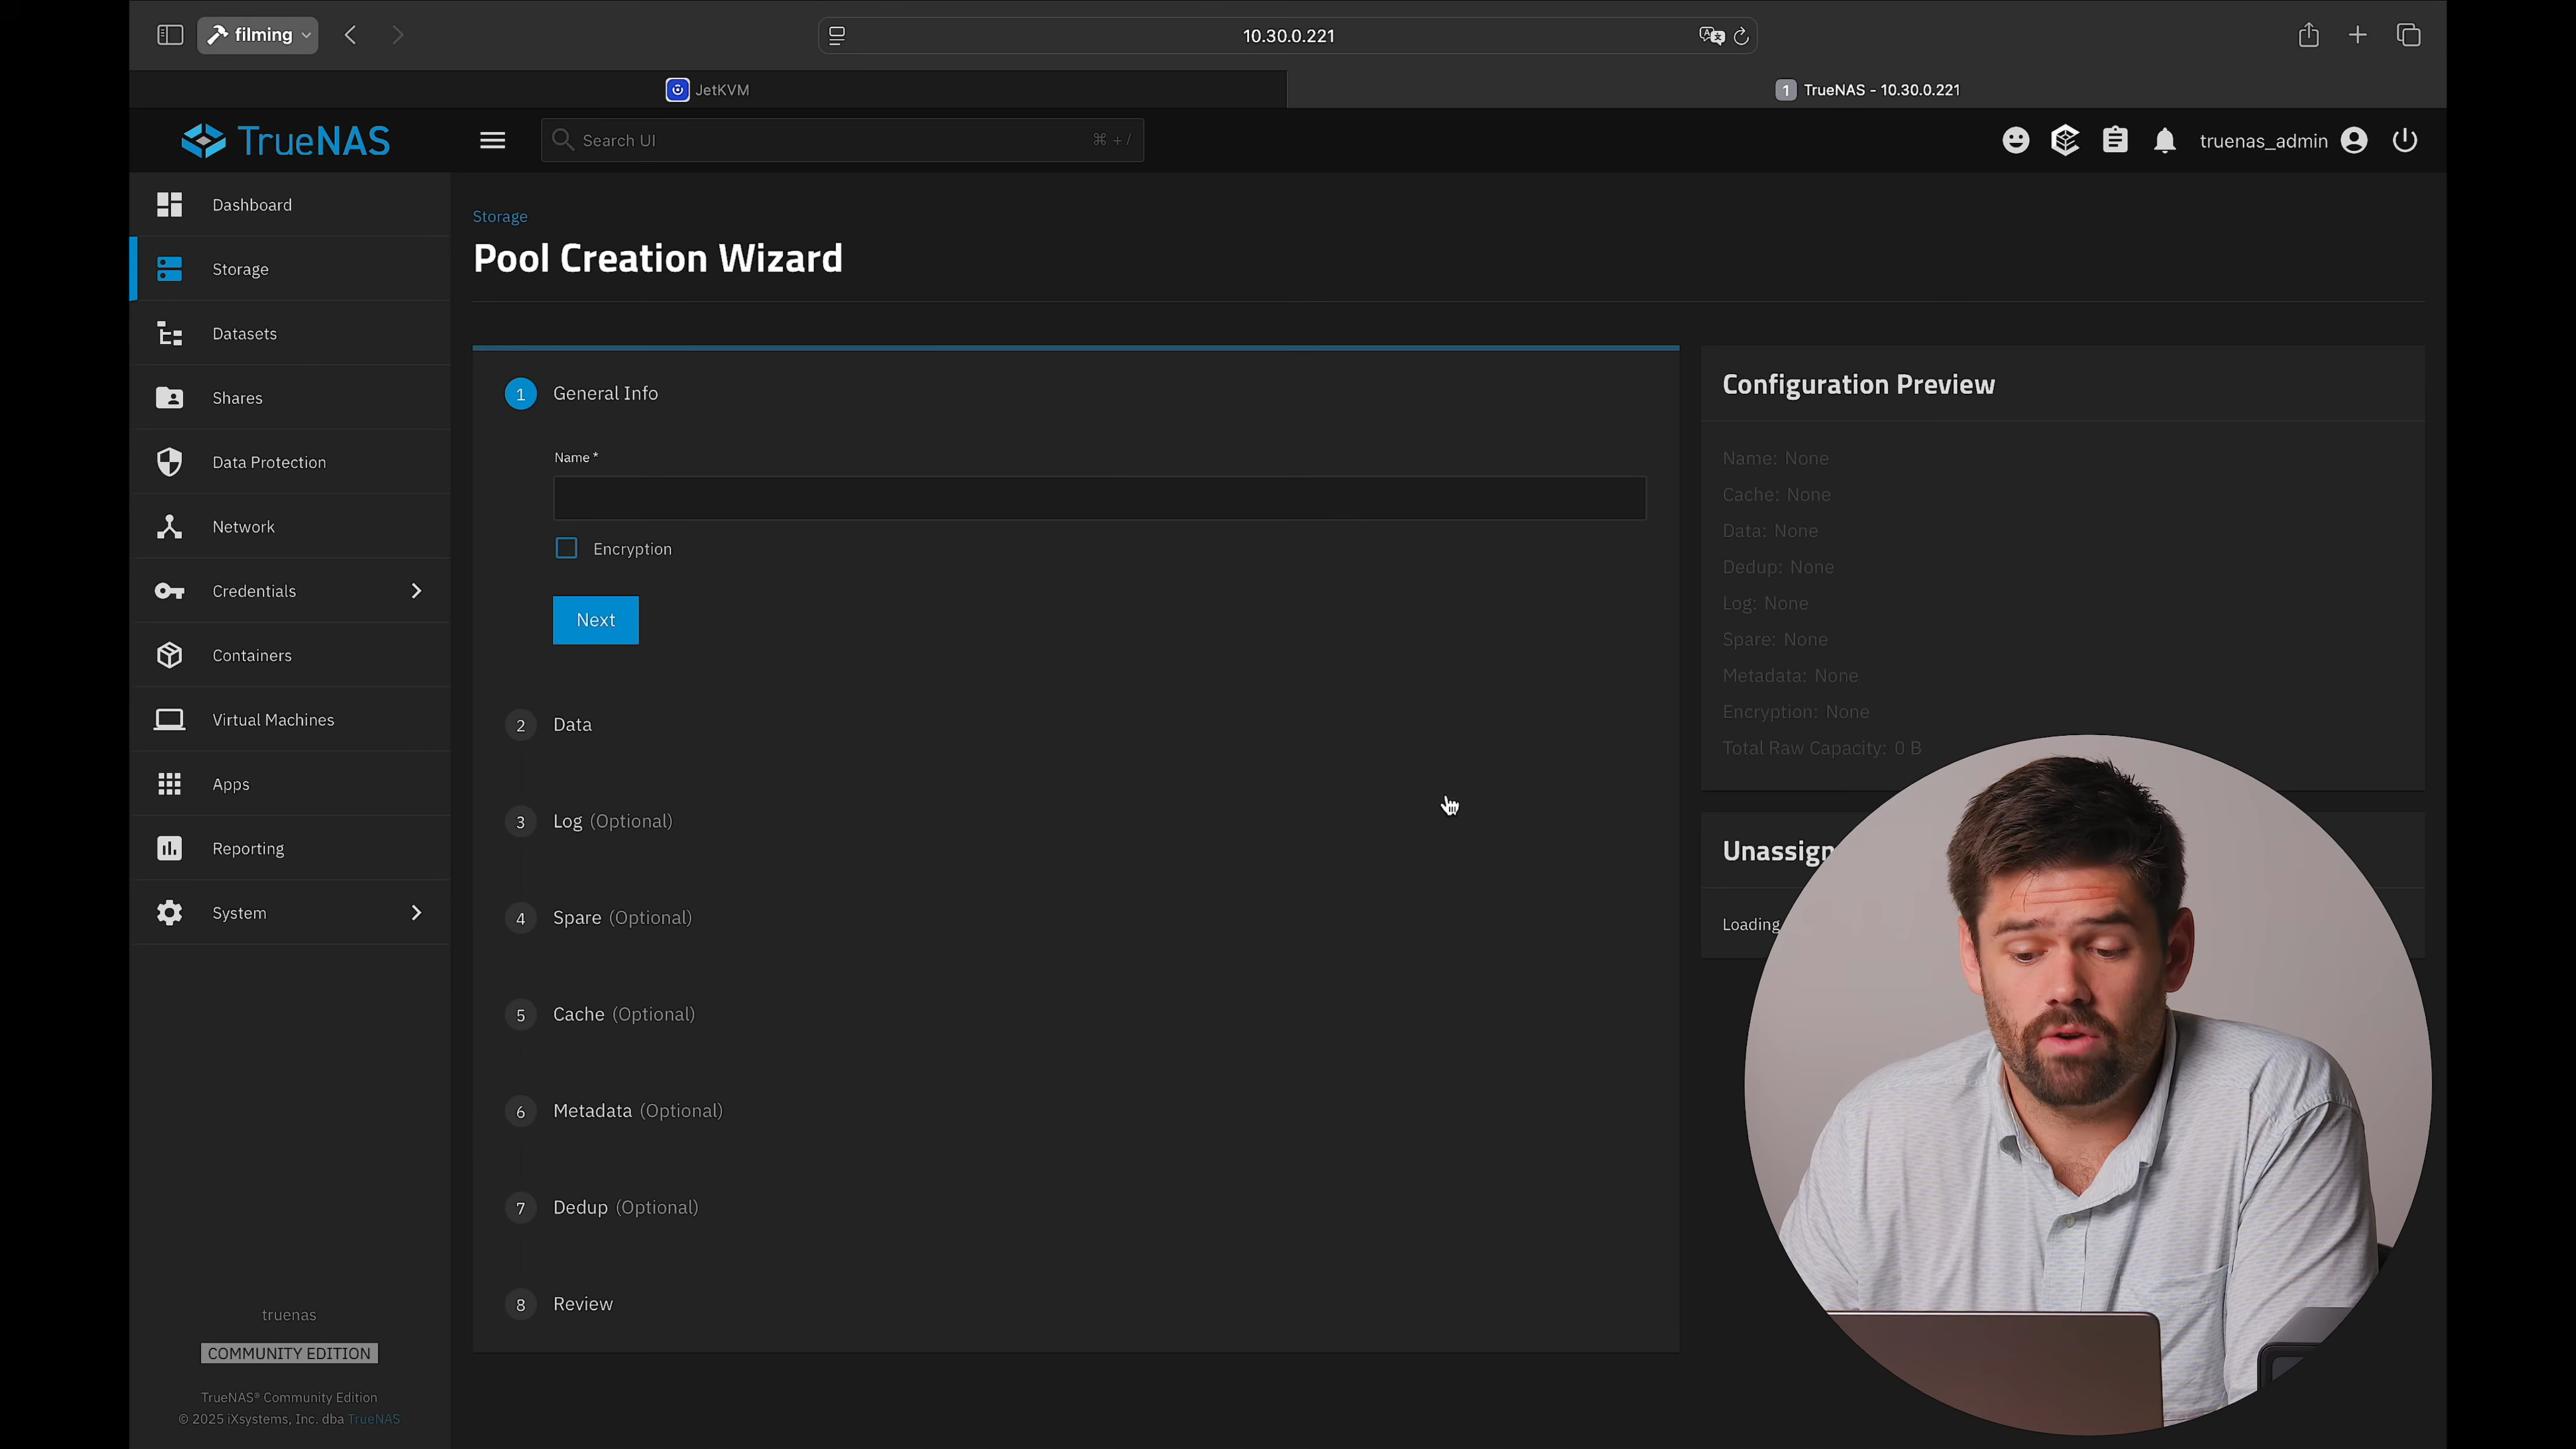 filming
10.30.0.221
JetKVM
1 TrueNAS - 10.30.0.221
TrueNAS
Search UI
⌘ + /
truenas_admin
Dashboard
Storage
Datasets
Shares
Data Protection
Network
Credentials
Containers
Virtual Machines
Apps
Reporting
System
truenas
COMMUNITY EDITION
TrueNAS® Community Edition
© 2025 iXsystems, Inc. dba TrueNAS
Storage
Pool Creation Wizard
1 General Info
Name *
Encryption
Next
2 Data
3 Log (Optional)
4 Spare (Optional)
5 Cache (Optional)
6 Metadata (Optional)
7 Dedup (Optional)
8 Review
Configuration Preview
Name: None
Cache: None
Data: None
Dedup: None
Log: None
Spare: None
Metadata: None
Encryption: None
Total Raw Capacity: 0 B
Loading